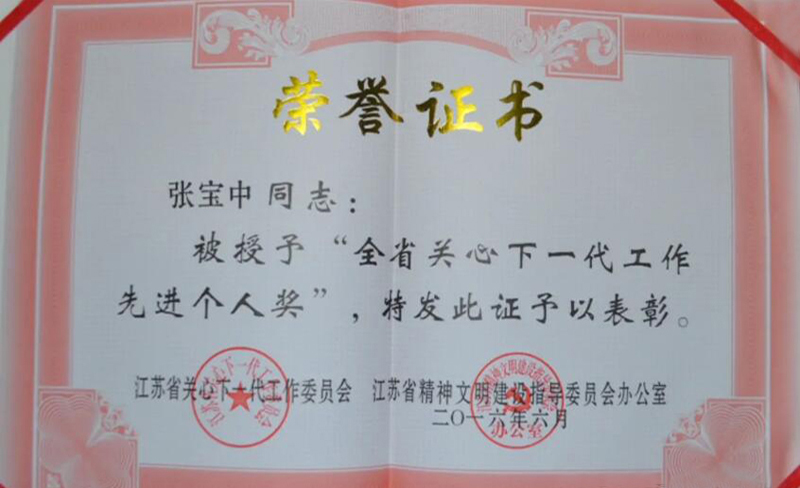 荣誉证书
张宝中同志：
被授予“全省关心下一代工作
先进个人奖”，特发此证予以表彰。
江苏省关心下一代工作委员会 江苏省精神文明建设指导委员会办公室
二〇一六年六月
办公室